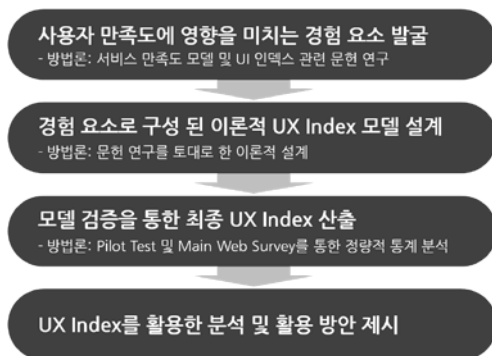 사용자 만족도에 영향을 미치는 경험 요소 발굴
- 방법론: 서비스 만족도 모델 및 UI 인덱스 관련 문헌 연구
경험 요소로 구성 된 이론적 UX Index 모델 설계
- 방법론: 문헌 연구를 토대로 한 이론적 설계
모델 검증을 통한 최종 UX Index 산출
- 방법론: Pilot Test 및 Main Web Survey를 통한 정량적 통계 분석
UX Index를 활용한 분석 및 활용 방안 제시